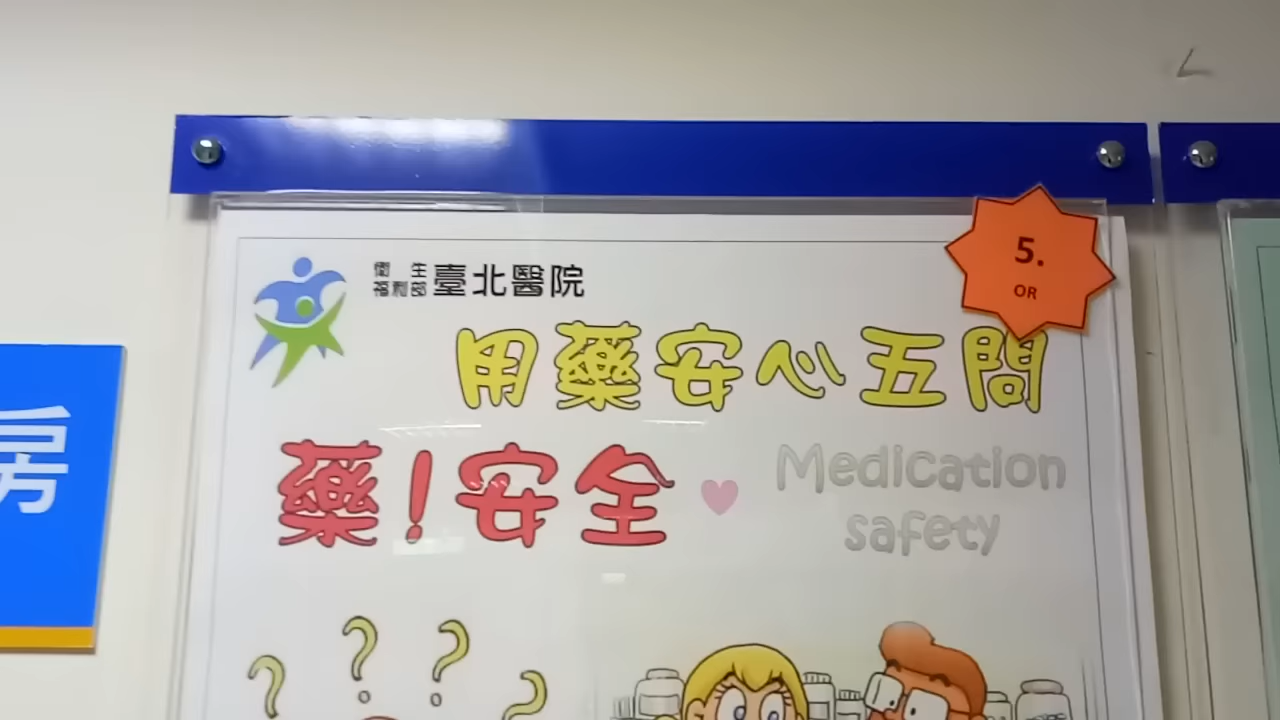 衛生
福利部
臺北醫院
5.
OR
用藥安心五問
藥!安全
Medication
safety
? ? ? ?
房